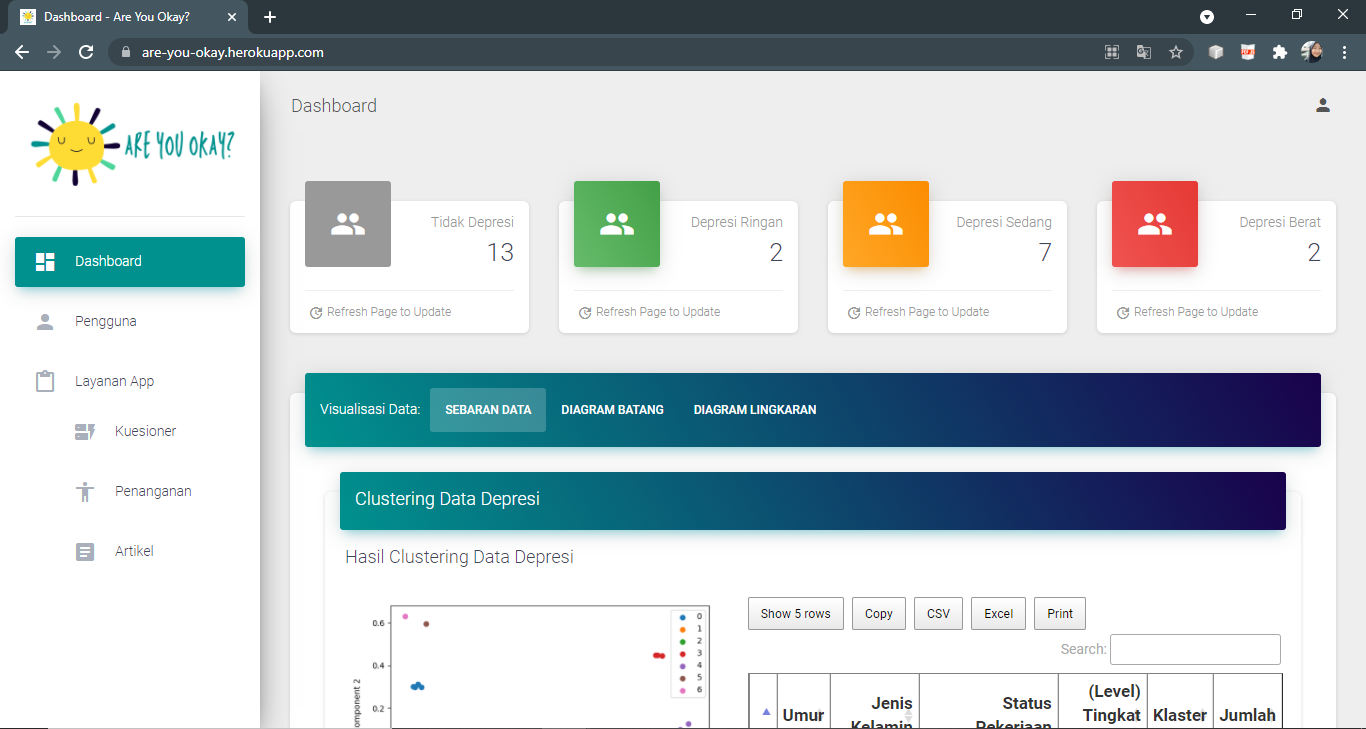 Dashboard - Are You Okay?
are-you-okay.herokuapp.com
ARE YOU OKAY?
Dashboard
Pengguna
Layanan App
Kuesioner
Penanganan
Artikel
Dashboard
Tidak Depresi
13
Refresh Page to Update
Depresi Ringan
2
Refresh Page to Update
Depresi Sedang
7
Refresh Page to Update
Depresi Berat
2
Refresh Page to Update
Visualisasi Data: SEBARAN DATA DIAGRAM BATANG DIAGRAM LINGKARAN
Clustering Data Depresi
Hasil Clustering Data Depresi
0.6
0.4
0.2
0
1
2
3
4
5
6
Show 5 rows Copy CSV Excel Print
Search:
Umur
Jenis
Kelamin
Status
Pekerjaan
(Level)
Tingkat
Klaster
Jumlah